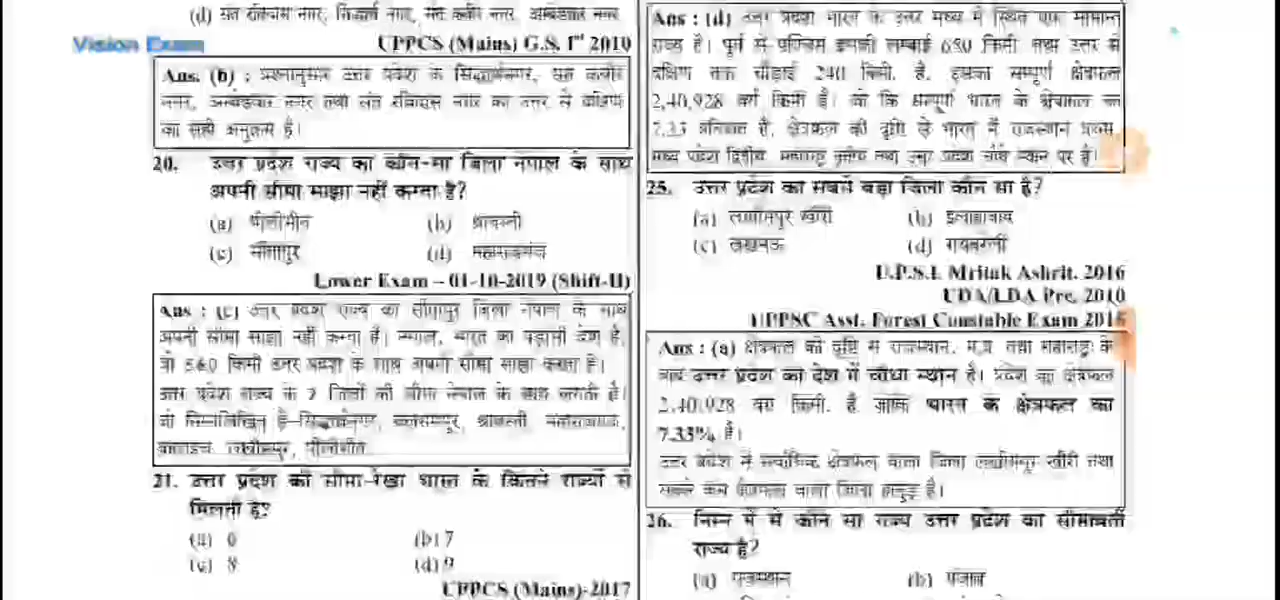 (d) संत रविदास नगर, सिद्धार्थ नगर, संत कबीर नगर, अम्बेडकर नगर
Vision Exam
UPPCS (Mains) G.S. Iˢᵗ 2010
Ans. (b) : प्रश्नानुसार उत्तर प्रदेश के सिद्धार्थनगर, संत कबीर
नगर, अम्बेडकर नगर तथा संत रविदास नगर का उत्तर से दक्षिण
का सही अनुक्रम है।
20. उत्तर प्रदेश राज्य का कौन-सा जिला नेपाल के साथ
अपनी सीमा साझा नहीं करता है?
(a) पीलीभीत (b) श्रावस्ती
(c) सीतापुर (d) महाराजगंज
Lower Exam – 01-10-2019 (Shift-II)
Ans : (c) उत्तर प्रदेश राज्य का सीतापुर जिला नेपाल के साथ
अपनी सीमा साझा नहीं करता है। नेपाल, भारत का पड़ोसी देश है,
जो 560 किमी उत्तर प्रदेश के साथ अपनी सीमा साझा करता है।
उत्तर प्रदेश राज्य के 7 जिलों की सीमा नेपाल के साथ लगती है।
जो निम्नलिखित है–सिद्धार्थनगर, बलरामपुर, श्रावस्ती, महाराजगंज,
बहराइच, लखीमपुर, पीलीभीत
21. उत्तर प्रदेश की सीमा-रेखा भारत के कितने राज्यों से
मिलती है?
(a) 6 (b) 7
(c) 8 (d) 9
UPPCS (Mains)-2017
Ans : (d) उत्तर प्रदेश भारत के उत्तर मध्य में स्थित एक सीमान्त
राज्य है। पूर्व से पश्चिम इसकी लम्बाई 650 किमी तथा उत्तर से
दक्षिण तक चौड़ाई 240 किमी. है, इसका सम्पूर्ण क्षेत्रफल
2,40,928 वर्ग किमी है। जो कि सम्पूर्ण भारत के क्षेत्रफल का
7.33 प्रतिशत है, क्षेत्रफल की दृष्टि से भारत में राजस्थान प्रथम
मध्य प्रदेश द्वितीय, महाराष्ट्र तृतीय तथा उत्तर प्रदेश चौथे स्थान पर है।
25. उत्तर प्रदेश का सबसे बड़ा जिला कौन सा है?
(a) लखीमपुर खीरी (b) इलाहाबाद
(c) लखनऊ (d) रायबरेली
U.P.S.I. Mritak Ashrit. 2016
UDA/LDA Pre. 2010
UPPSC Asst. Forest Constable Exam 2015
Ans : (a) क्षेत्रफल की दृष्टि से राजस्थान, म.प्र. तथा महाराष्ट्र के
बाद उत्तर प्रदेश का देश में चौथा स्थान है। प्रदेश का क्षेत्रफल
2,40,928 वर्ग किमी. है जोकि भारत के क्षेत्रफल का
7.33% है।
उत्तर प्रदेश में सर्वाधिक क्षेत्रफल वाला जिला लखीमपुर खीरी तथा
सबसे कम क्षेत्रफल वाला जिला हापुड़ है।
26. निम्न में से कौन सा राज्य उत्तर प्रदेश का सीमावर्ती
राज्य है?
(a) राजस्थान (b) पंजाब